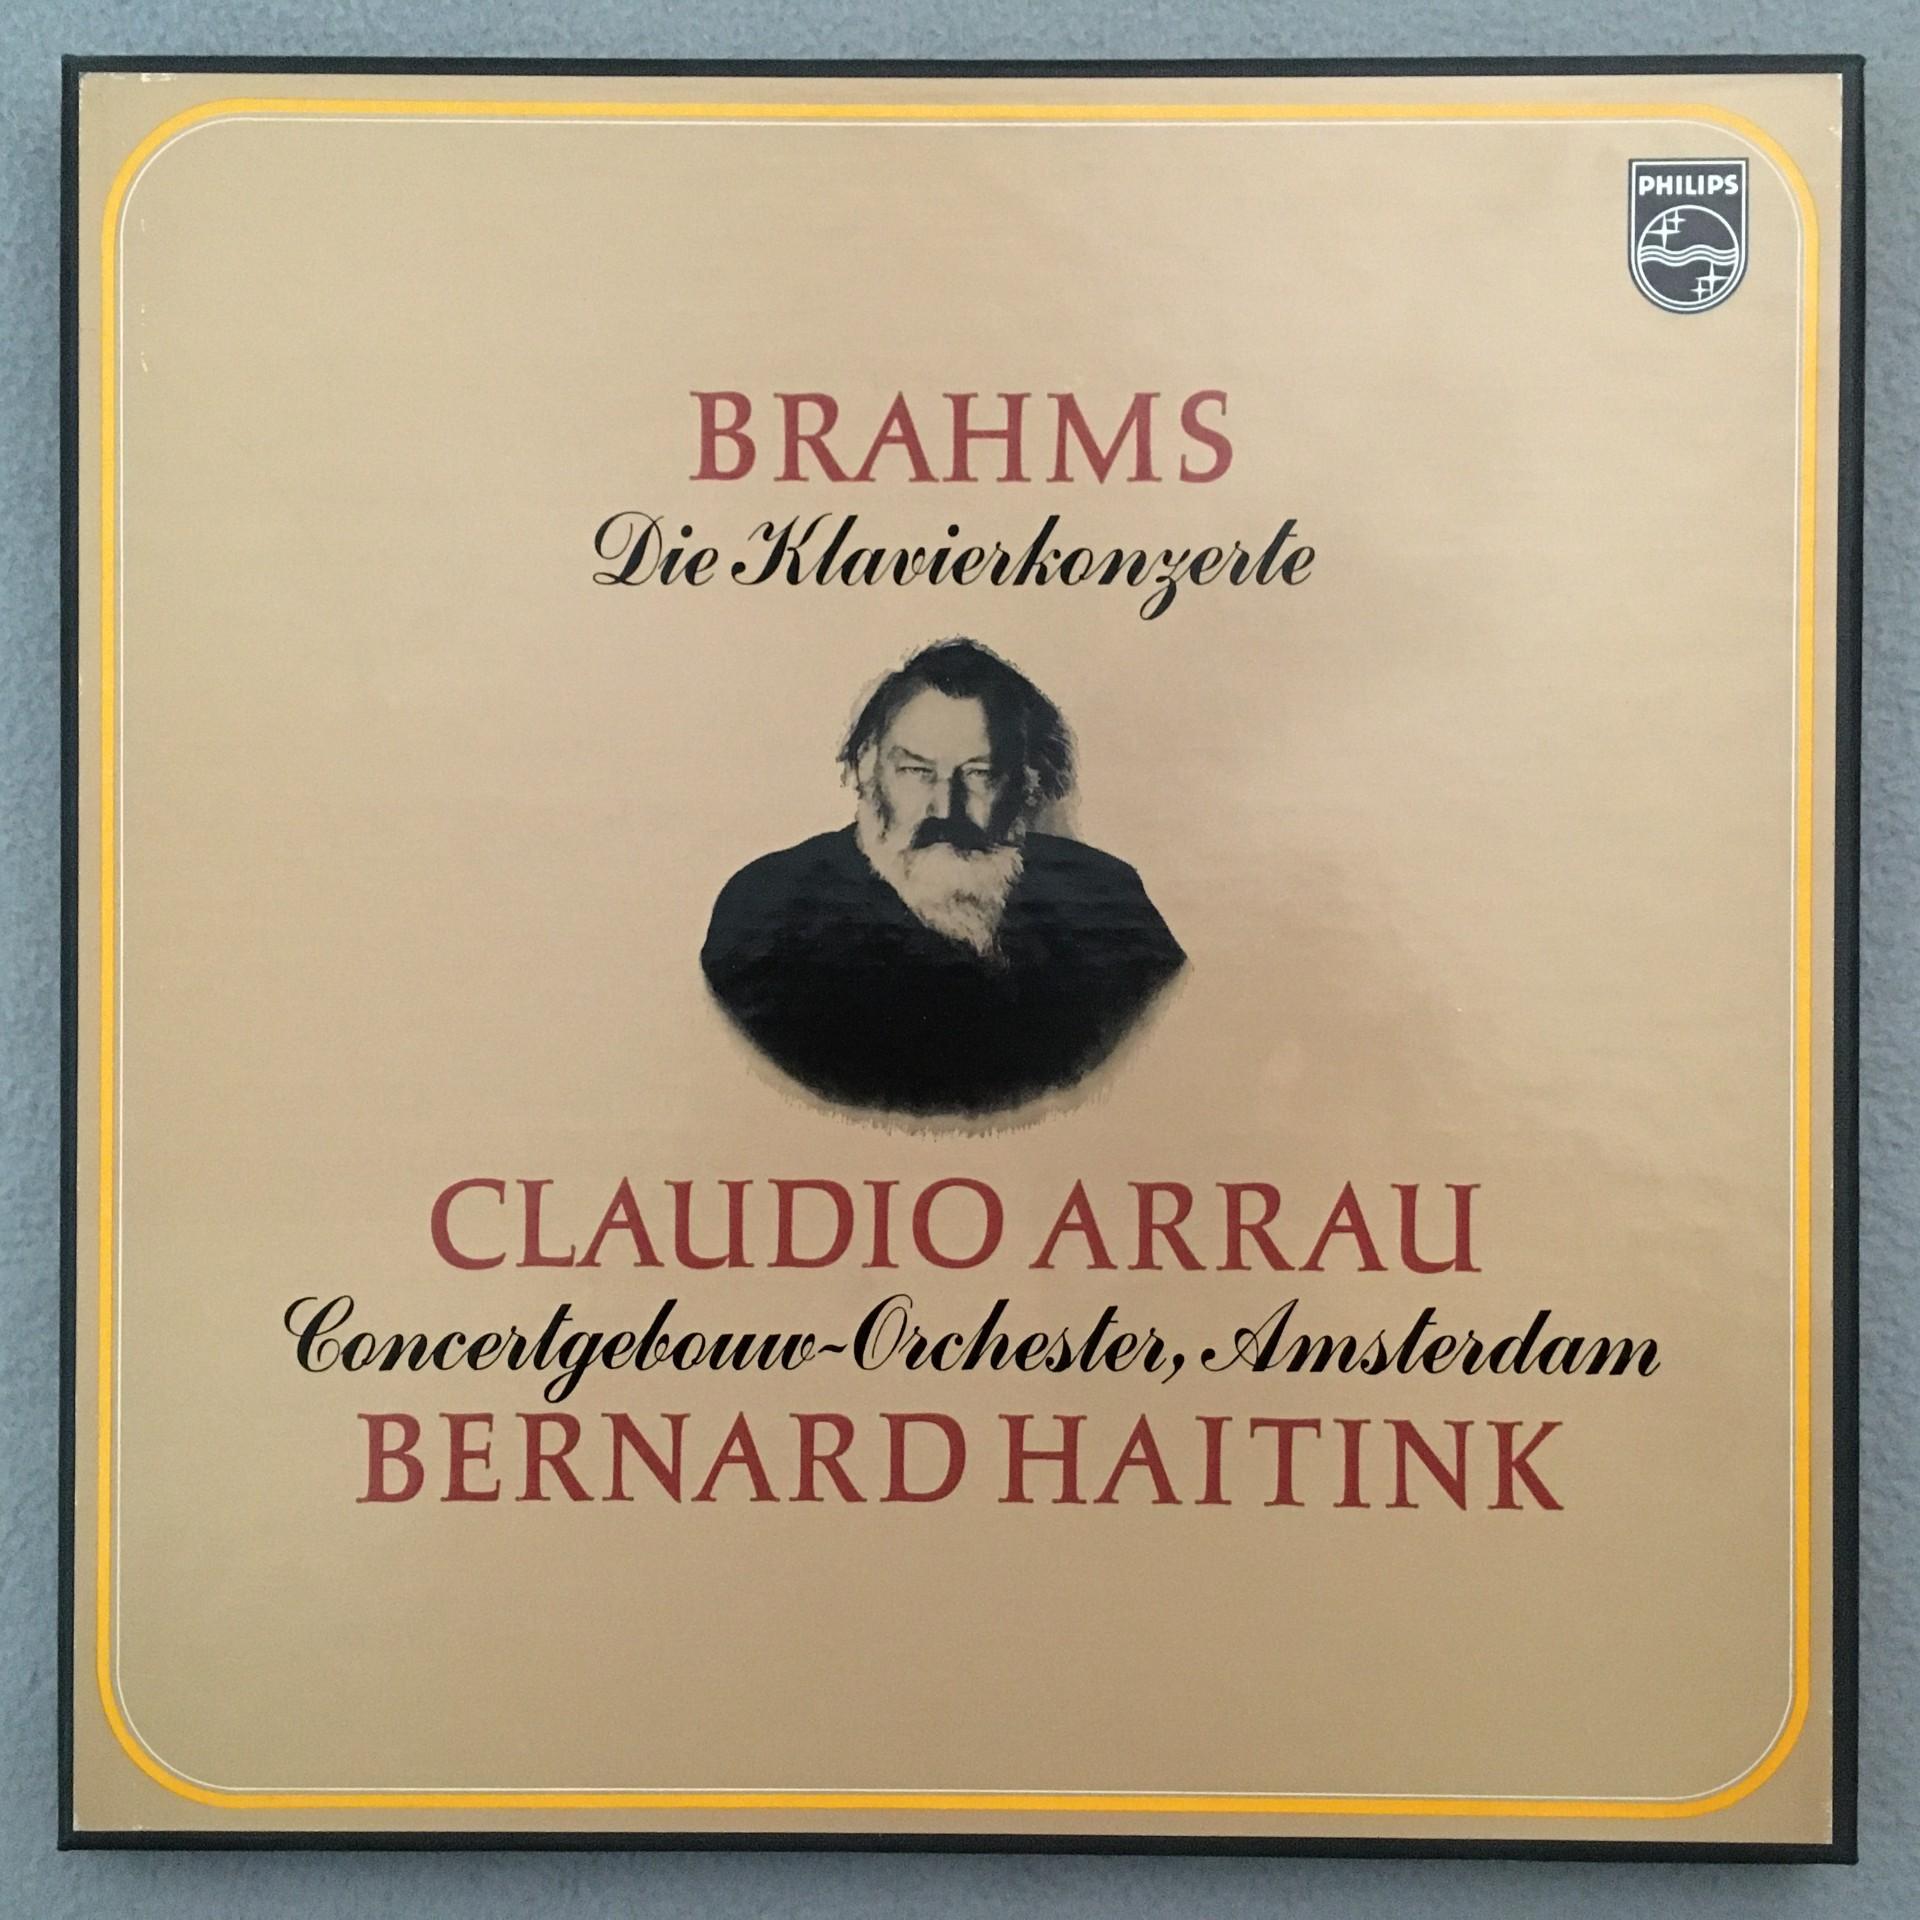 PHILIPS
BRAHMS
Die Klavierkonzerte
CLAUDIO ARRAU
Concertgebouw-Orchester, Amsterdam
BERNARD HAITINK